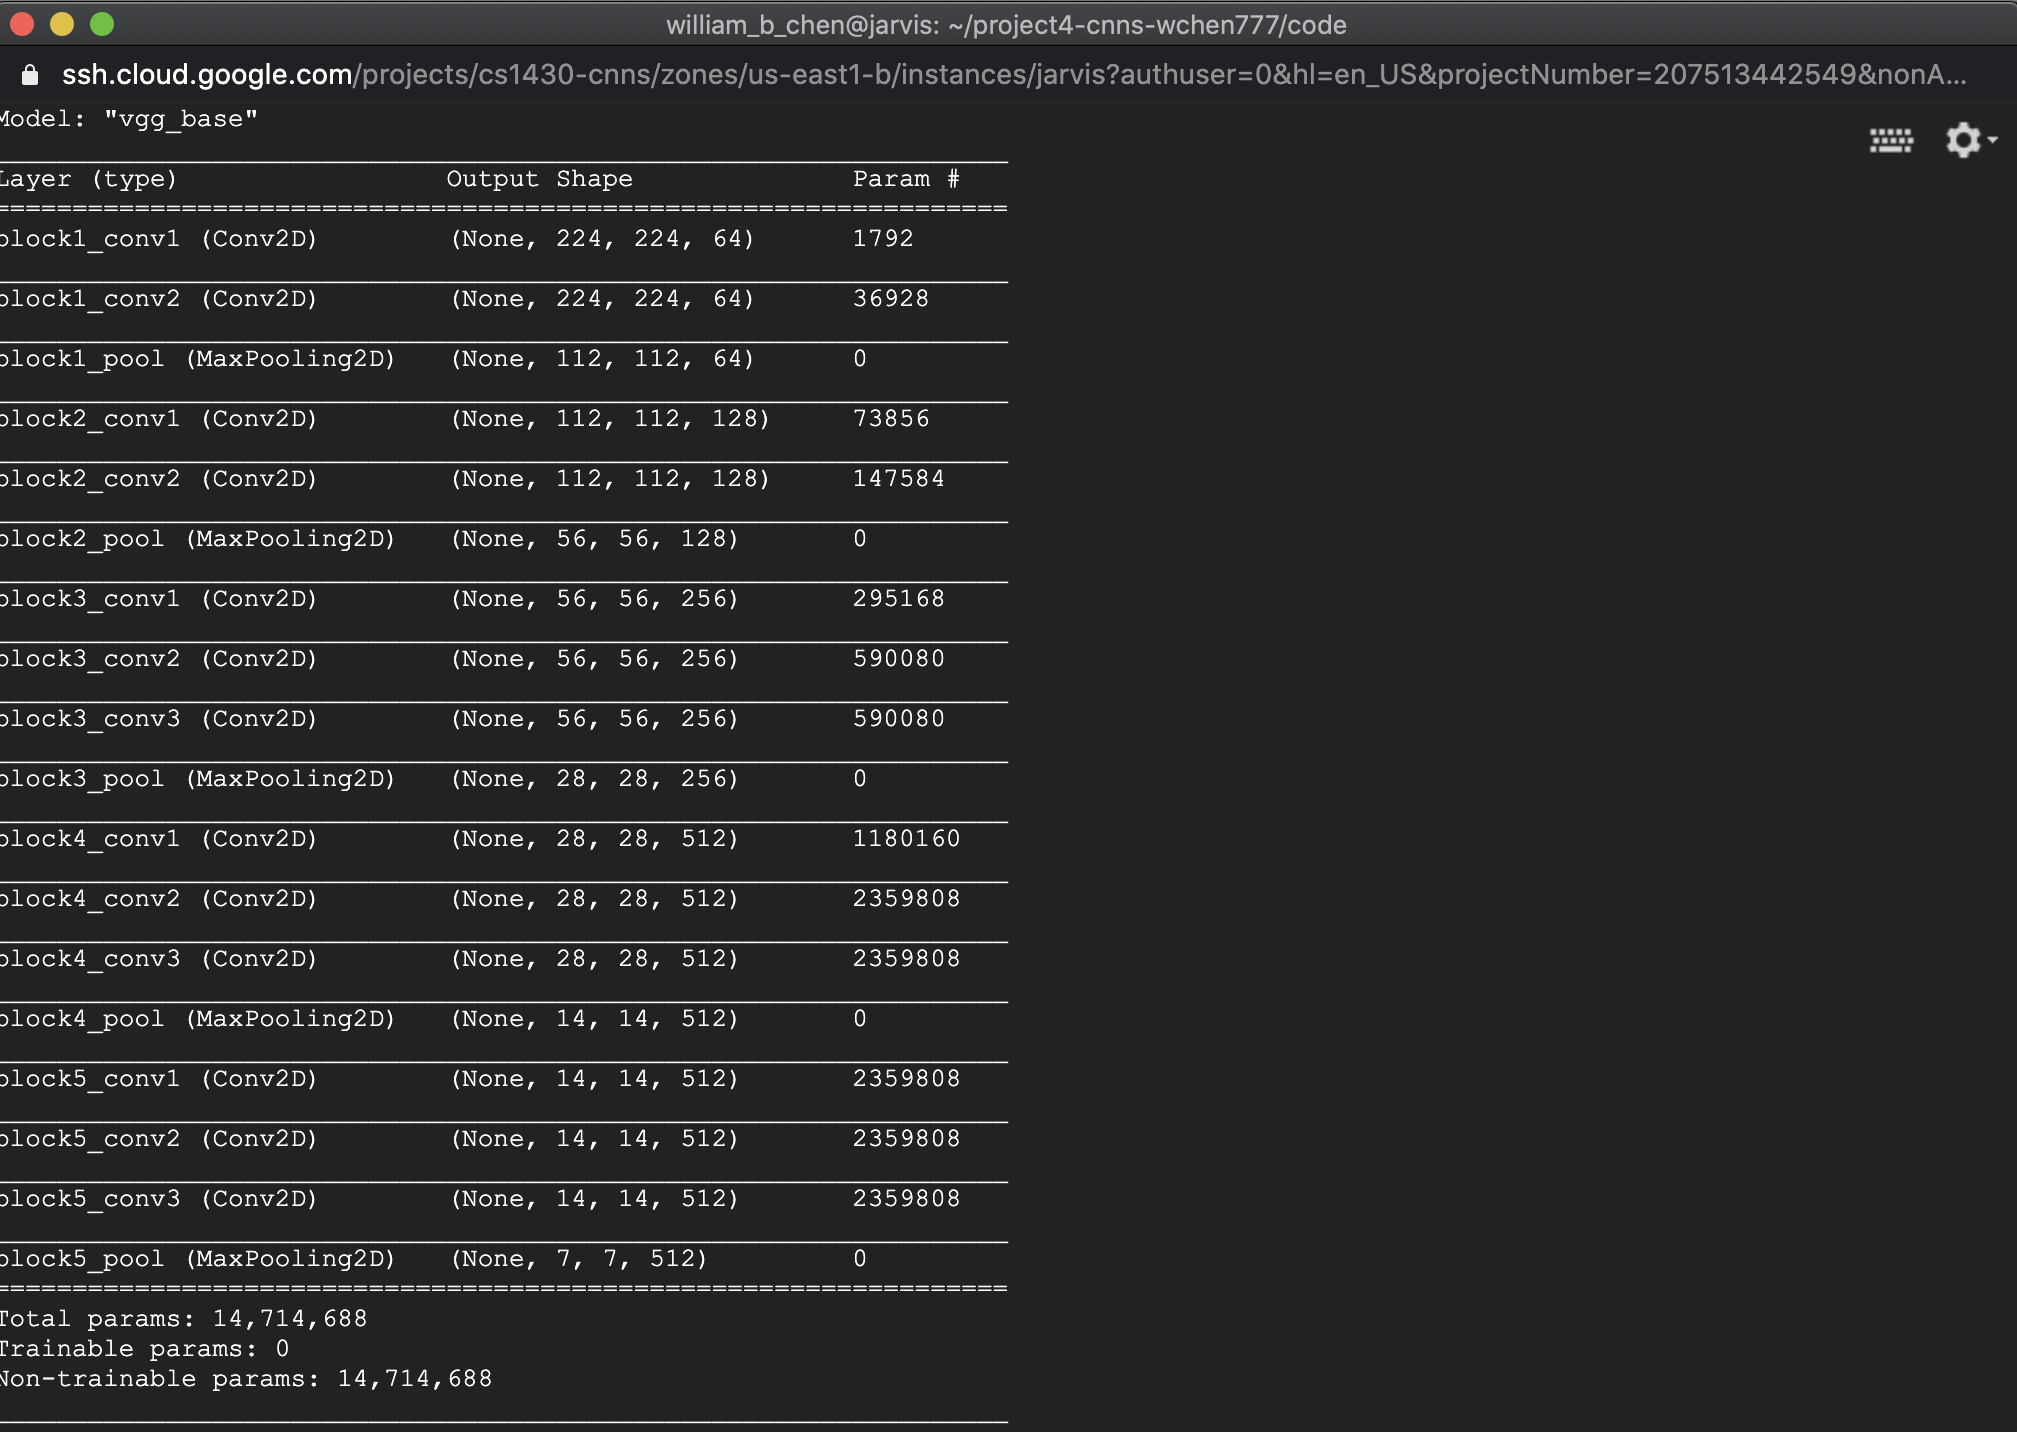 william_b_chen@jarvis: ~/project4-cnns-wchen777/code
ssh.cloud.google.com/projects/cs1430-cnns/zones/us-east1-b/instances/jarvis?authuser=0&hl=en_US&projectNumber=207513442549&nonA...
Model: "vgg_base"
Layer (type) Output Shape Param #
block1_conv1 (Conv2D) (None, 224, 224, 64) 1792
block1_conv2 (Conv2D) (None, 224, 224, 64) 36928
block1_pool (MaxPooling2D) (None, 112, 112, 64) 0
block2_conv1 (Conv2D) (None, 112, 112, 128) 73856
block2_conv2 (Conv2D) (None, 112, 112, 128) 147584
block2_pool (MaxPooling2D) (None, 56, 56, 128) 0
block3_conv1 (Conv2D) (None, 56, 56, 256) 295168
block3_conv2 (Conv2D) (None, 56, 56, 256) 590080
block3_conv3 (Conv2D) (None, 56, 56, 256) 590080
block3_pool (MaxPooling2D) (None, 28, 28, 256) 0
block4_conv1 (Conv2D) (None, 28, 28, 512) 1180160
block4_conv2 (Conv2D) (None, 28, 28, 512) 2359808
block4_conv3 (Conv2D) (None, 28, 28, 512) 2359808
block4_pool (MaxPooling2D) (None, 14, 14, 512) 0
block5_conv1 (Conv2D) (None, 14, 14, 512) 2359808
block5_conv2 (Conv2D) (None, 14, 14, 512) 2359808
block5_conv3 (Conv2D) (None, 14, 14, 512) 2359808
block5_pool (MaxPooling2D) (None, 7, 7, 512) 0
Total params: 14,714,688
Trainable params: 0
Non-trainable params: 14,714,688